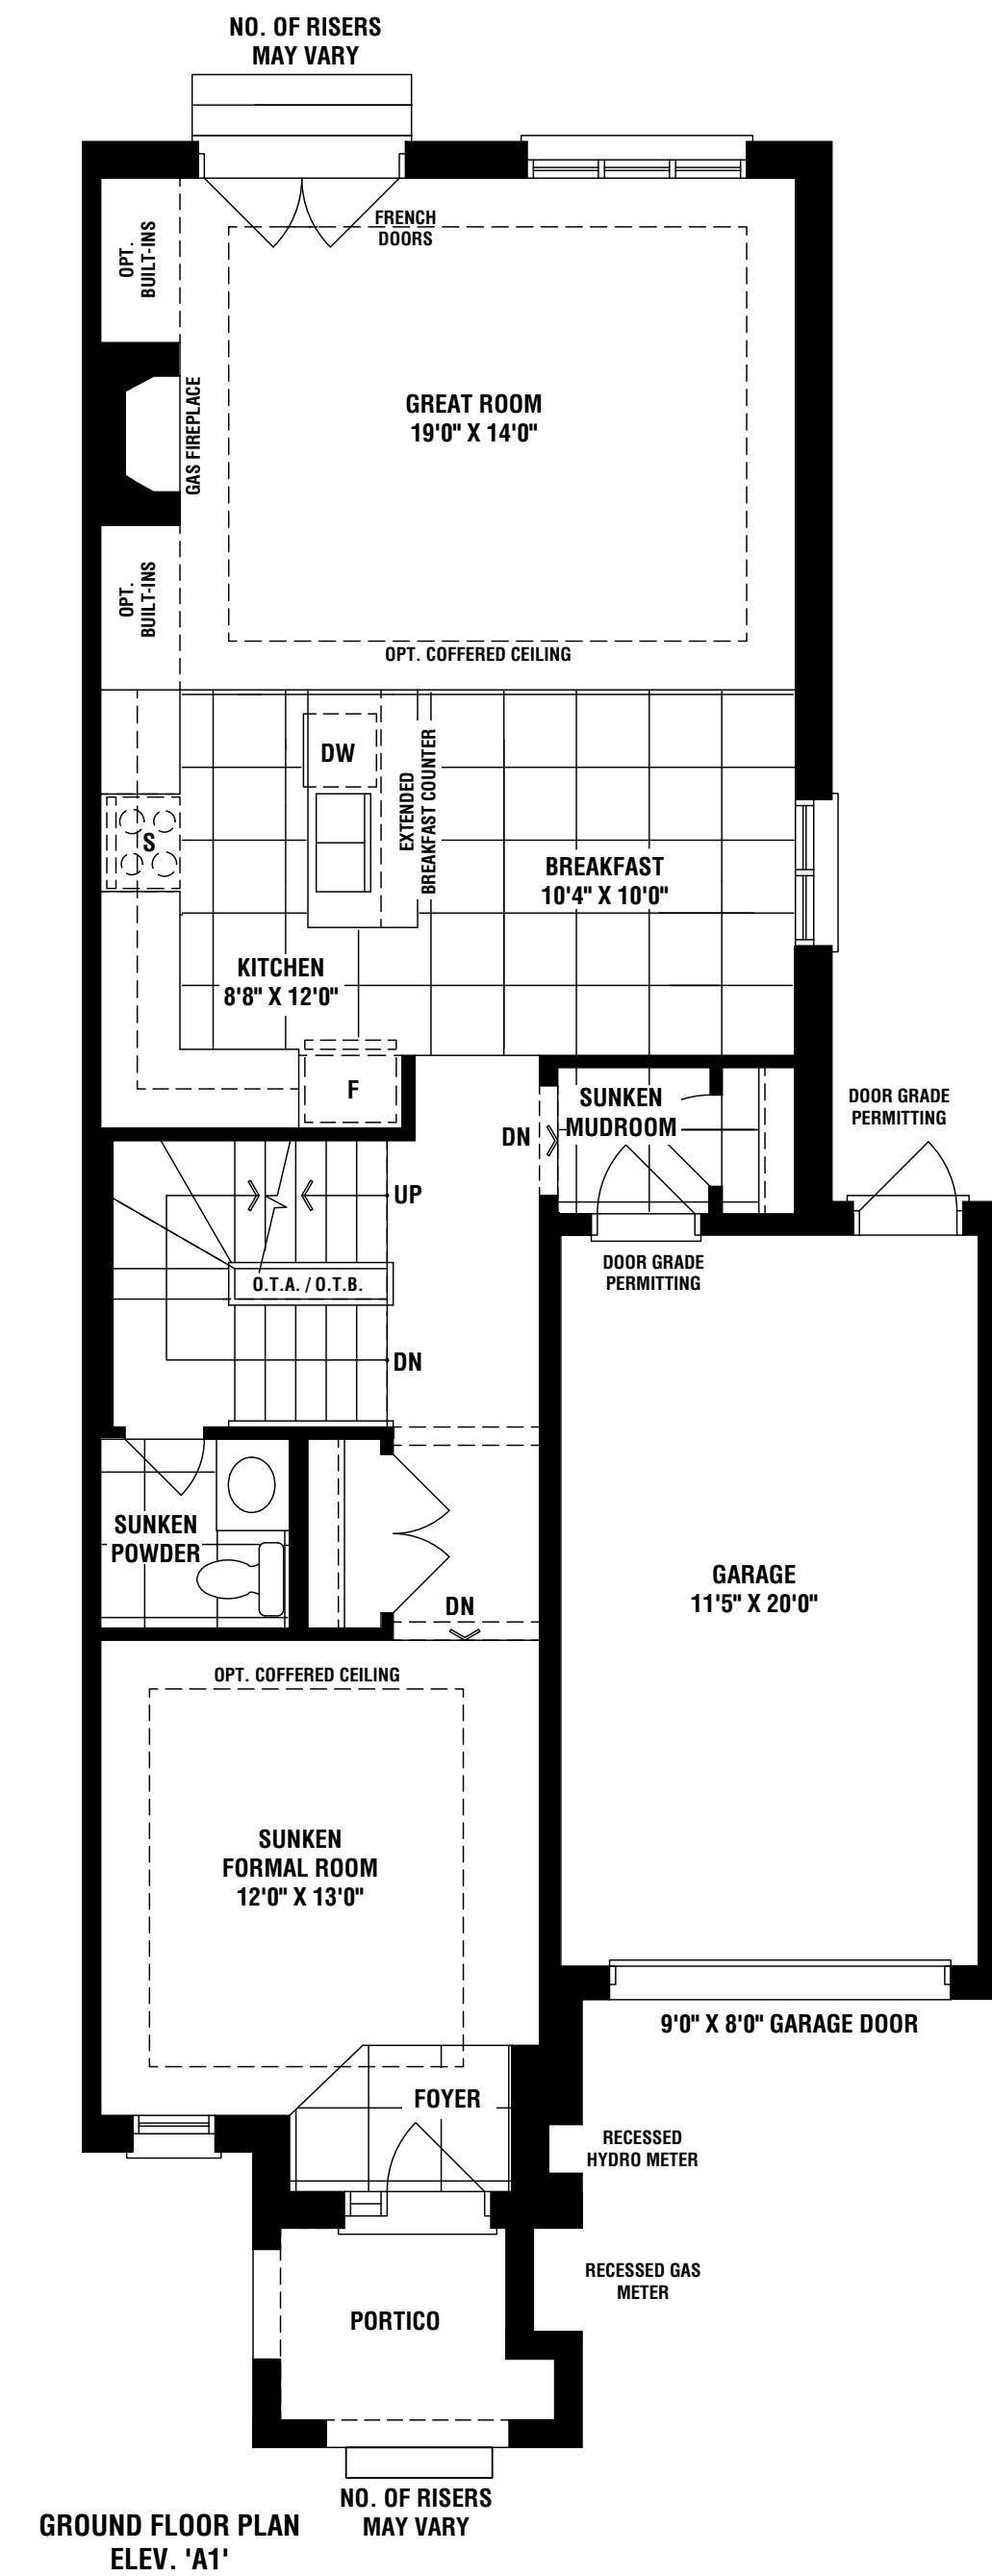 NO. OF RISERS
MAY VARY
FRENCH
DOORS
OPT.
BUILT-INS
GAS FIREPLACE
GREAT ROOM
19'0" X 14'0"
OPT.
BUILT-INS
OPT. COFFERED CEILING
DW
EXTENDED
BREAKFAST COUNTER
S
BREAKFAST
10'4" X 10'0"
KITCHEN
8'8" X 12'0"
F
SUNKEN
MUDROOM
DN
DOOR GRADE
PERMITTING
UP
DOOR GRADE
PERMITTING
O.T.A. / O.T.B.
DN
SUNKEN
POWDER
DN
GARAGE
11'5" X 20'0"
OPT. COFFERED CEILING
SUNKEN
FORMAL ROOM
12'0" X 13'0"
9'0" X 8'0" GARAGE DOOR
FOYER
RECESSED
HYDRO METER
RECESSED GAS
METER
PORTICO
NO. OF RISERS
MAY VARY
GROUND FLOOR PLAN
ELEV. 'A1'